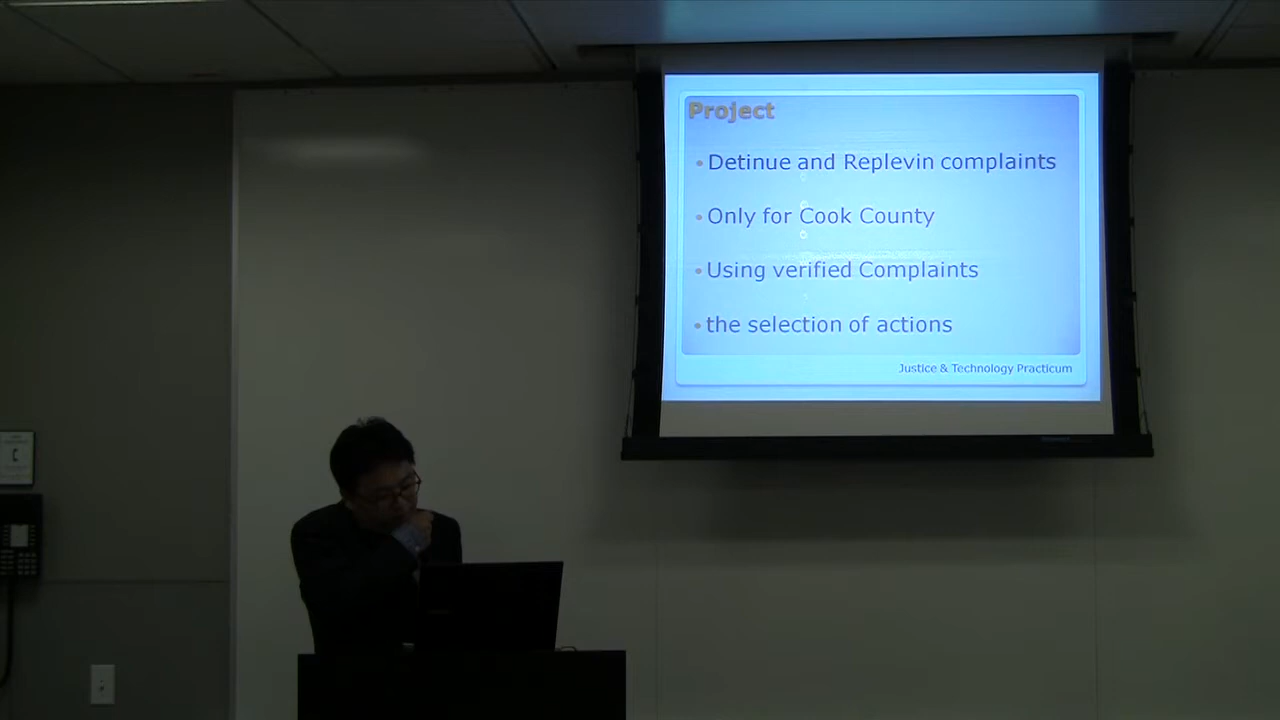 Project
• Detinue and Replevin complaints
• Only for Cook County
• Using verified Complaints
• the selection of actions
Justice & Technology Practicum
C